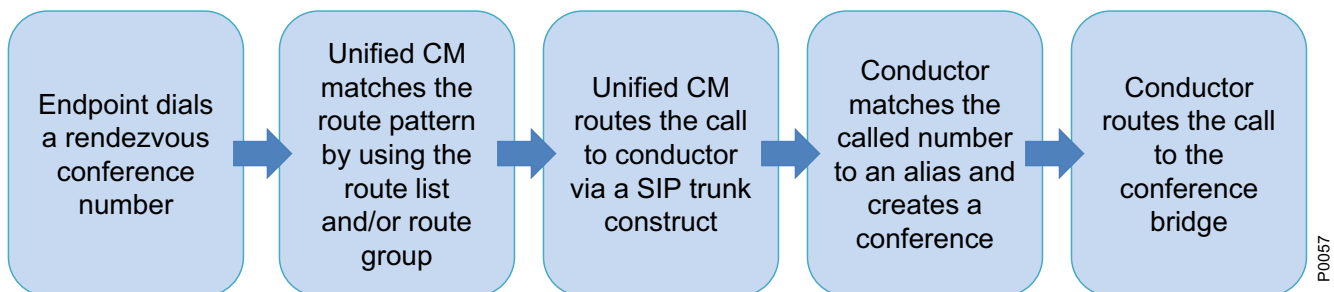 Endpoint dials
a rendezvous
conference
number
Unified CM
matches the
route pattern
by using the
route list
and/or route
group
Unified CM
routes the call
to conductor
via a SIP trunk
construct
Conductor
matches the
called number
to an alias and
creates a
conference
Conductor
routes the call
to the
conference
bridge
P0057